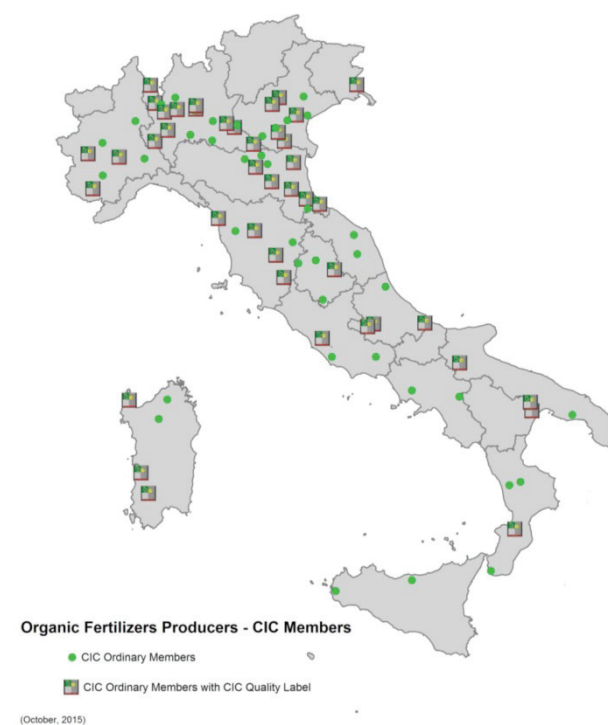 Organic Fertilizers Producers - CIC Members
CIC Ordinary Members
CIC Ordinary Members with CIC Quality Label
(October, 2015)